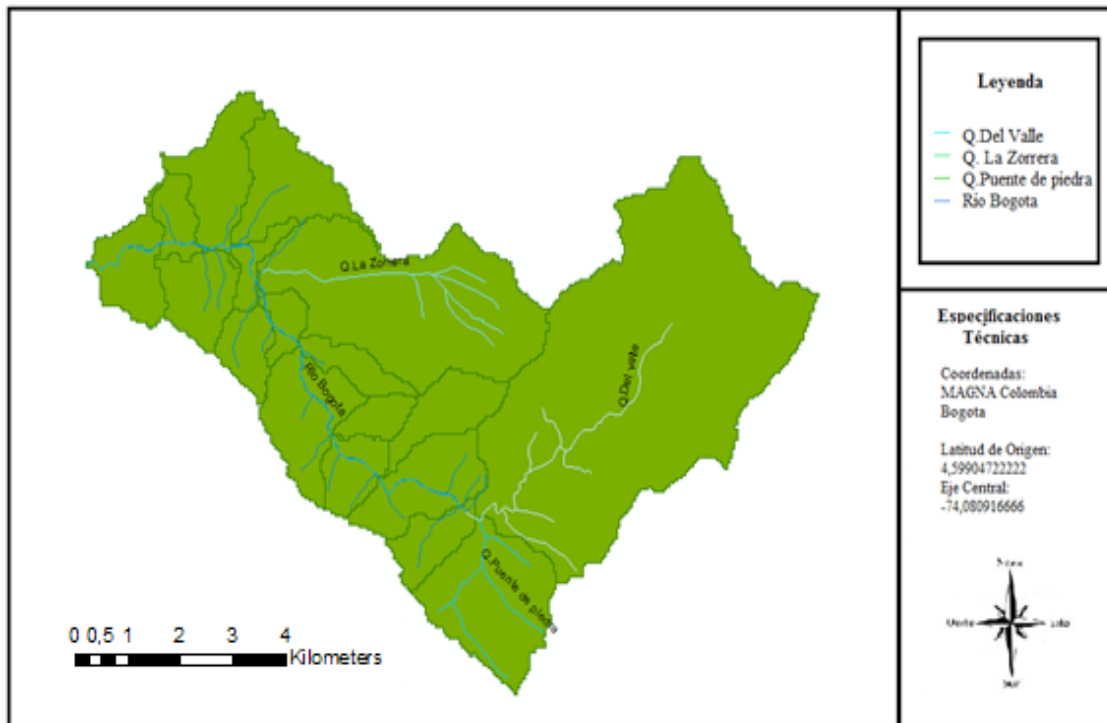 Q.La Zorrera
Q.Del valle
Rio Bogota
Q.Puente de piedra
0 0,5 1 2 3 4
Kilometers
Leyenda
Q.Del Valle
Q. La Zorrera
Q.Puente de piedra
Rio Bogota
Especificaciones
Técnicas
Coordenadas:
MAGNA Colombia
Bogota
Latitud de Origen:
4,59904722222
Eje Central:
-74,080916666